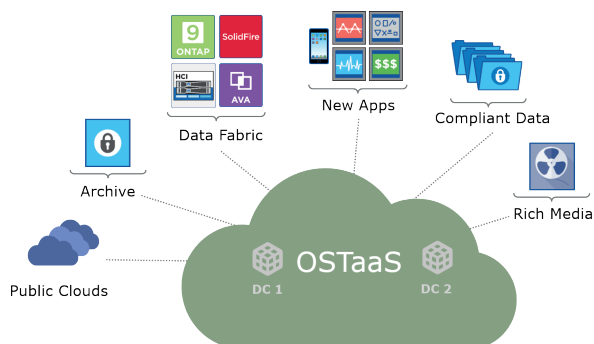 9
ONTAP
SolidFire
HCI
AVA
Data Fabric
$$$
New Apps
Compliant Data
Archive
Rich Media
Public Clouds
OSTaaS
DC 1
DC 2